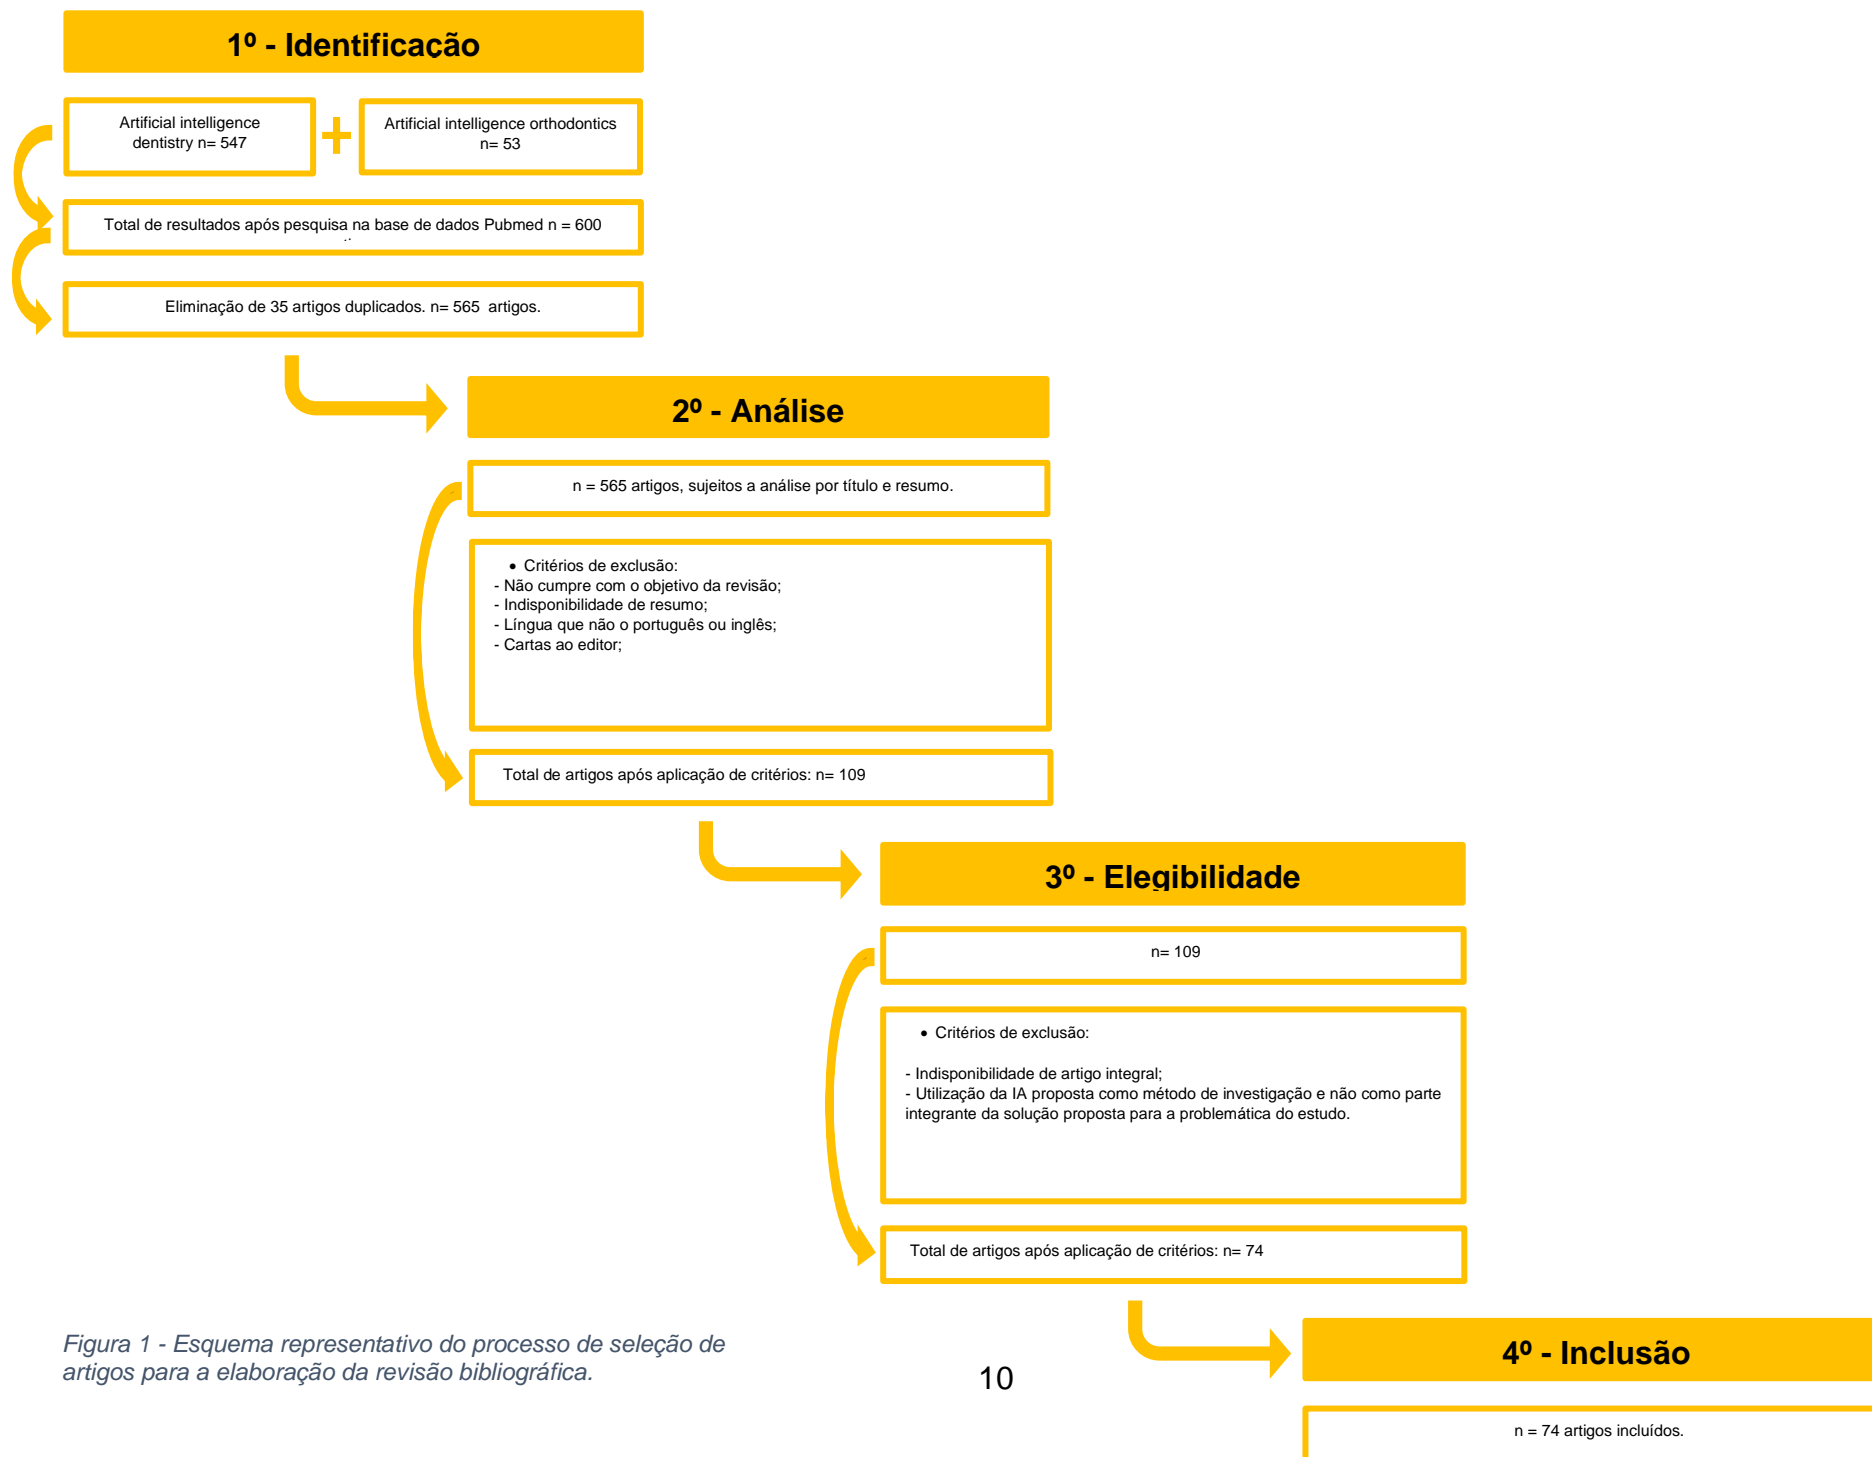 1º - Identificação
Artificial intelligence
dentistry n= 547
+
Artificial intelligence orthodontics
n= 53
Total de resultados após pesquisa na base de dados Pubmed n = 600
Eliminação de 35 artigos duplicados. n= 565  artigos.
2º - Análise
n = 565 artigos, sujeitos a análise por título e resumo.
• Critérios de exclusão:
- Não cumpre com o objetivo da revisão;
- Indisponibilidade de resumo;
- Língua que não o português ou inglês;
- Cartas ao editor;
Total de artigos após aplicação de critérios: n= 109
3º - Elegibilidade
n= 109
• Critérios de exclusão:
- Indisponibilidade de artigo integral;
- Utilização da IA proposta como método de investigação e não como parte
integrante da solução proposta para a problemática do estudo.
Total de artigos após aplicação de critérios: n= 74
4º - Inclusão
n = 74 artigos incluídos.
Figura 1 - Esquema representativo do processo de seleção de
artigos para a elaboração da revisão bibliográfica.
10